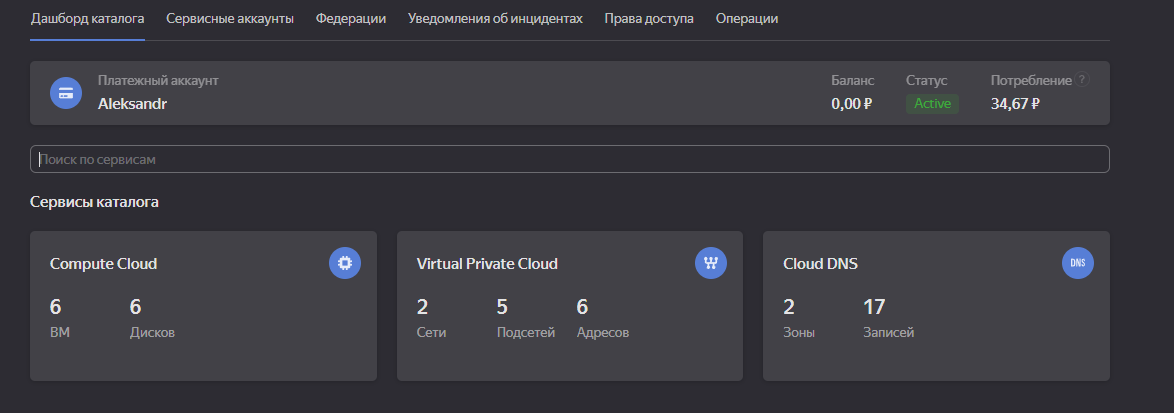 Дашборд каталога Сервисные аккаунты Федерации Уведомления об инцидентах Права доступа Операции
Платежный аккаунт Баланс Статус Потребление ?
Aleksandr 0,00 ₽ Active 34,67 ₽
Поиск по сервисам
Сервисы каталога
Compute Cloud
6 6
ВМ Дисков
Virtual Private Cloud
2 5 6
Сети Подсетей Адресов
Cloud DNS DNS
2 17
Зоны Записей